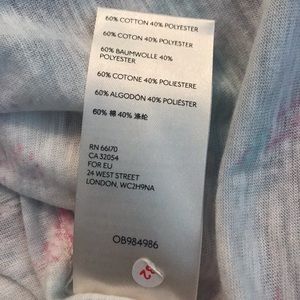 60% COTTON 40% POLYESTER
60% COTON 40% POLYESTER
60% BAUMWOLLE 40%
POLYESTER
60% COTONE 40% POLIESTERE
60% ALGODÓN 40% POLIÉSTER
60% 棉 40% 涤纶
RN 66170
CA 32054
FOR EU
24 WEST STREET
LONDON, WC2H9NA
OB984986
32